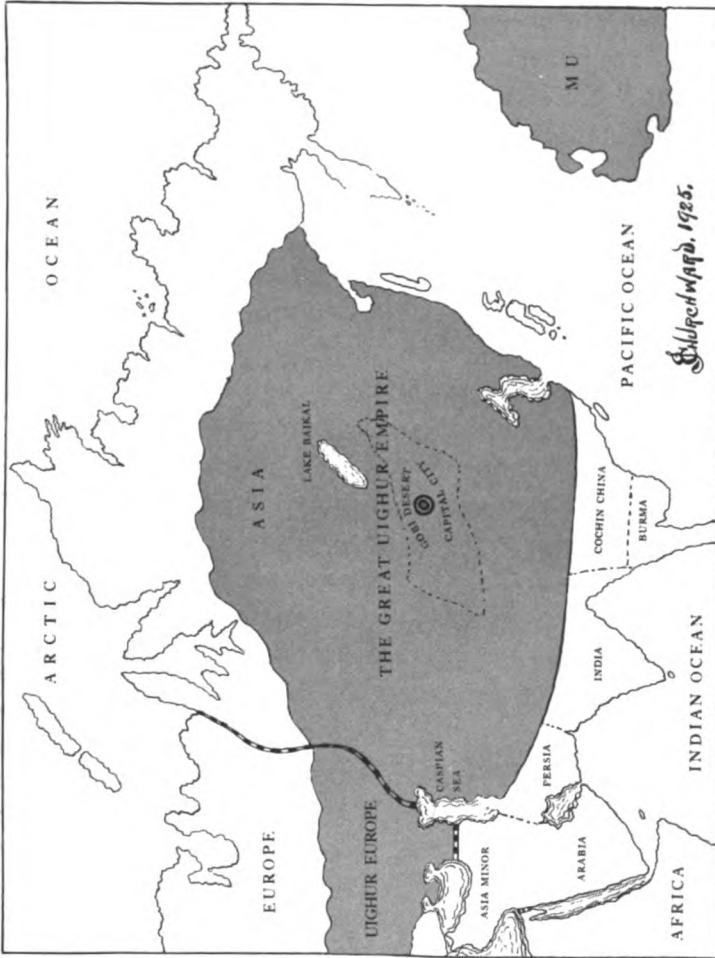 ARCTIC
OCEAN
EUROPE
ASIA
MU
UIGHUR EUROPE
THE GREAT UIGHUR EMPIRE
LAKE BAIKAL
GOBI DESERT
CAPITAL CITY
CASPIAN
SEA
ASIA MINOR
PERSIA
ARABIA
INDIA
COCHIN CHINA
BURMA
AFRICA
INDIAN OCEAN
PACIFIC OCEAN
CHURCHWARD. 1925.